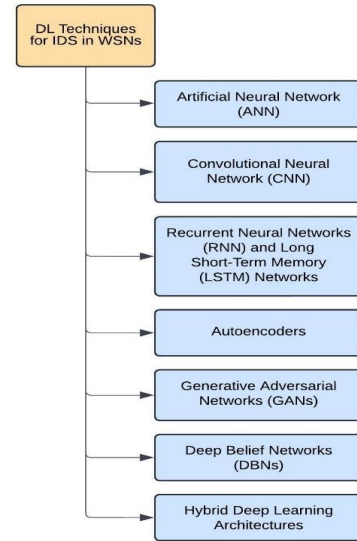 DL Techniques
for IDS in WSNs
Artificial Neural Network
(ANN)
Convolutional Neural
Network (CNN)
Recurrent Neural Networks
(RNN) and Long
Short-Term Memory
(LSTM) Networks
Autoencoders
Generative Adversarial
Networks (GANs)
Deep Belief Networks
(DBNs)
Hybrid Deep Learning
Architectures